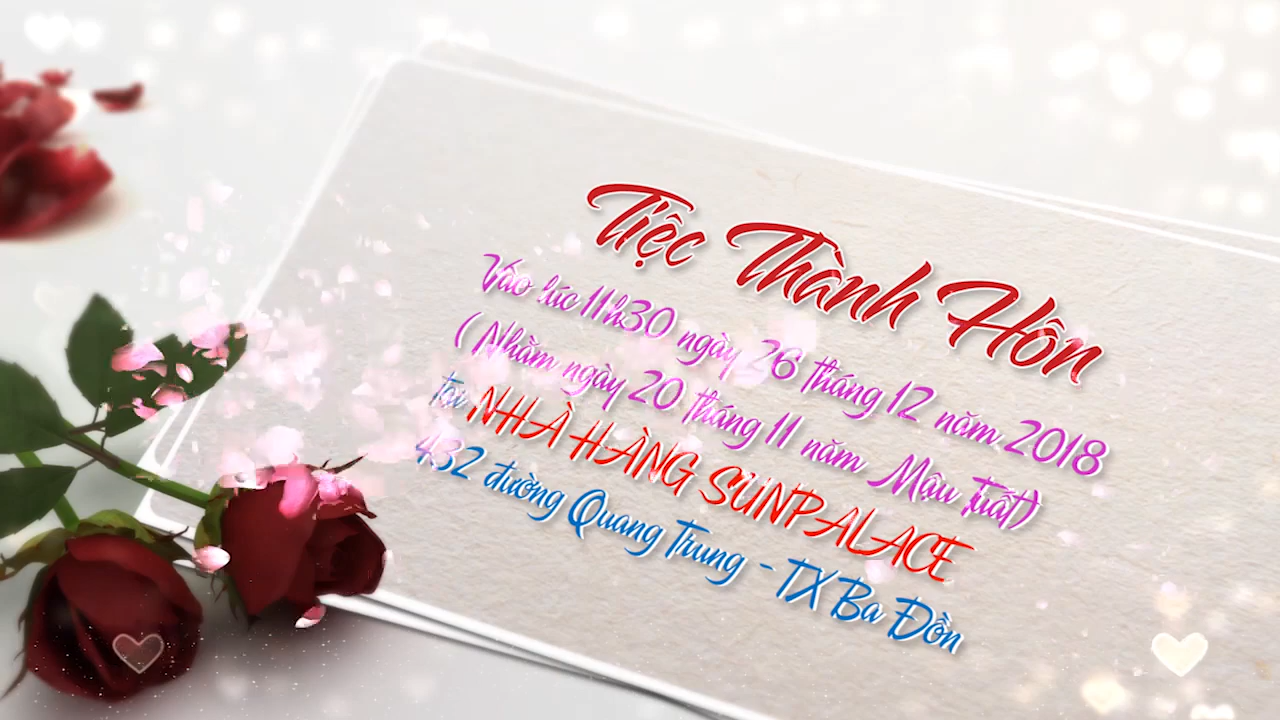 Tiệc Thành Hôn
Vào lúc 11h30 ngày 26 tháng 12 năm 2018
( Nhằm ngày 20 tháng 11 năm Mậu Tuất)
tại NHÀ HÀNG SUNPALACE
432 đường Quang Trung - TX Ba Đồn